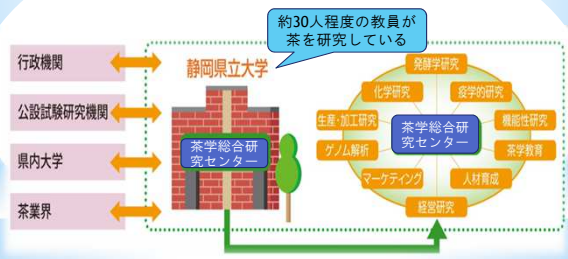 約30人程度の教員が
茶を研究している
行政機関
公設試験研究機関
県内大学
茶業界
静岡県立大学
茶学総合研
究センター
発酵学研究
化学研究
疫学的研究
生産・加工研究
機能性研究
茶学総合研
究センター
ゲノム解析
茶学教育
マーケティング
人材育成
経営研究